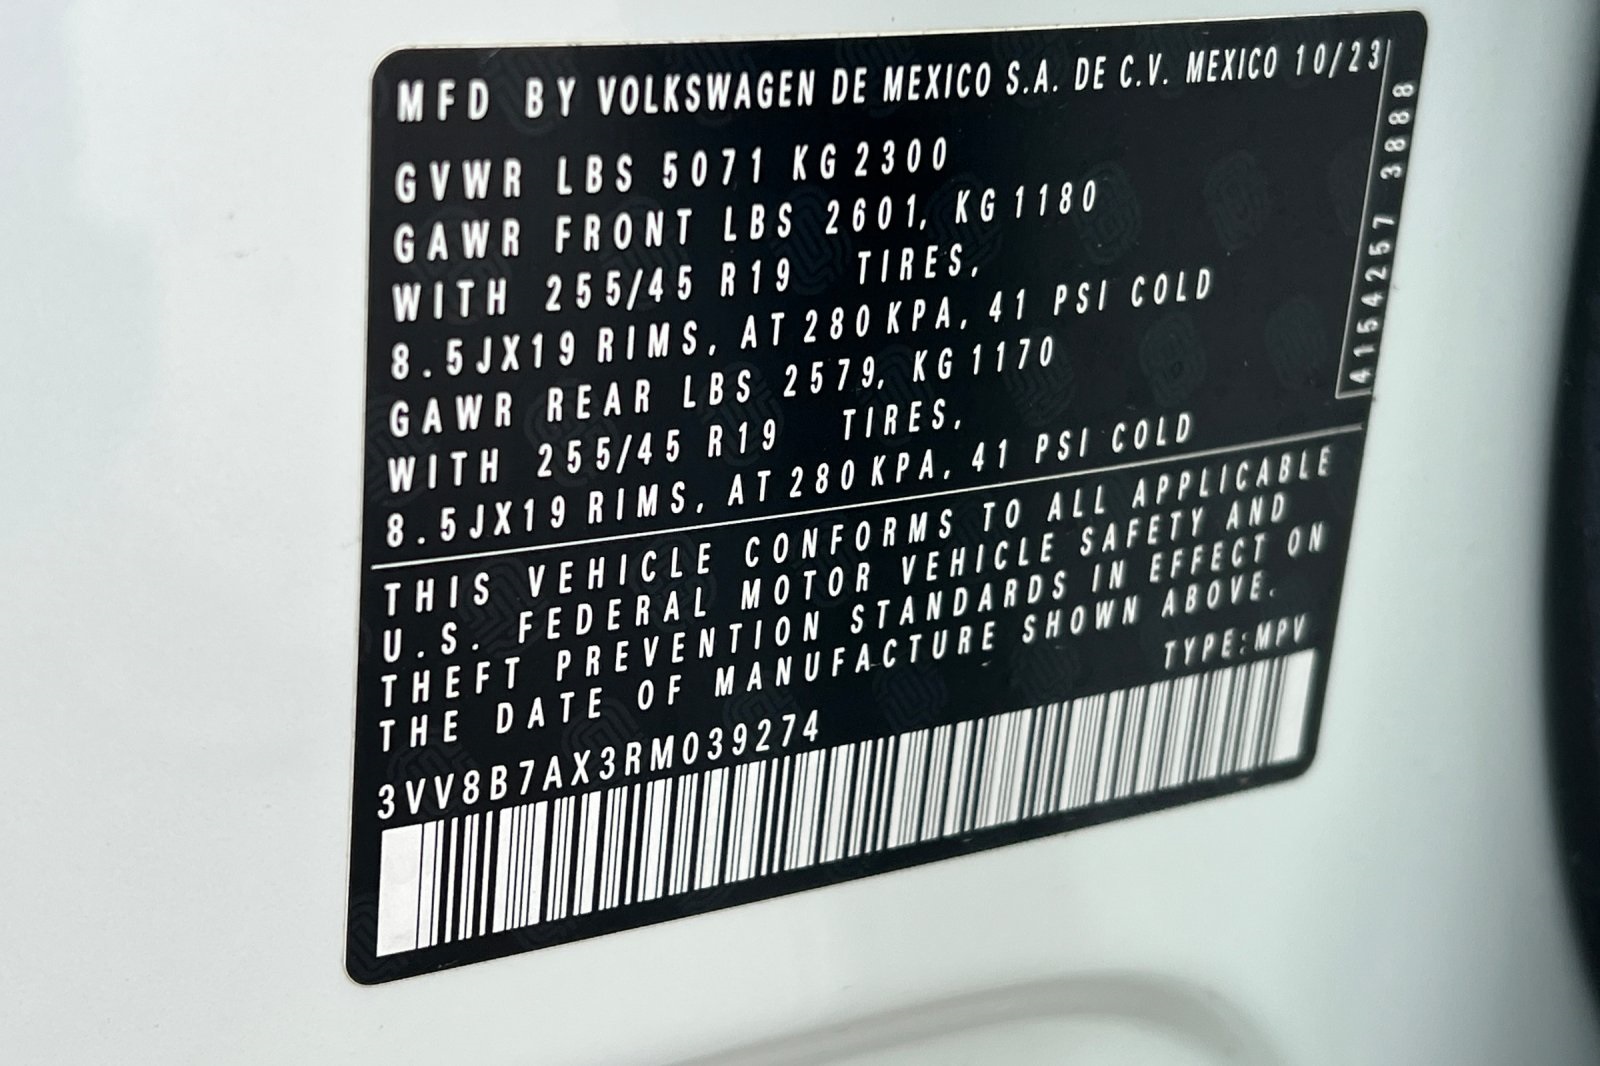 MFD BY VOLKSWAGEN DE MEXICO S.A. DE C.V. MEXICO 10/23
GVWR LBS 5071 KG 2300
GAWR FRONT LBS 2601, KG 1180
WITH 255/45 R19 TIRES,
8.5JX19 RIMS, AT 280 KPA, 41 PSI COLD
GAWR REAR LBS 2579, KG 1170
WITH 255/45 R19 TIRES,
8.5JX19 RIMS, AT 280 KPA, 41 PSI COLD
4154257 3888
THIS VEHICLE CONFORMS TO ALL APPLICABLE
U.S. FEDERAL MOTOR VEHICLE SAFETY AND
THEFT PREVENTION STANDARDS IN EFFECT ON
THE DATE OF MANUFACTURE SHOWN ABOVE.
TYPE:MPV
3VV8B7AX3RM039274